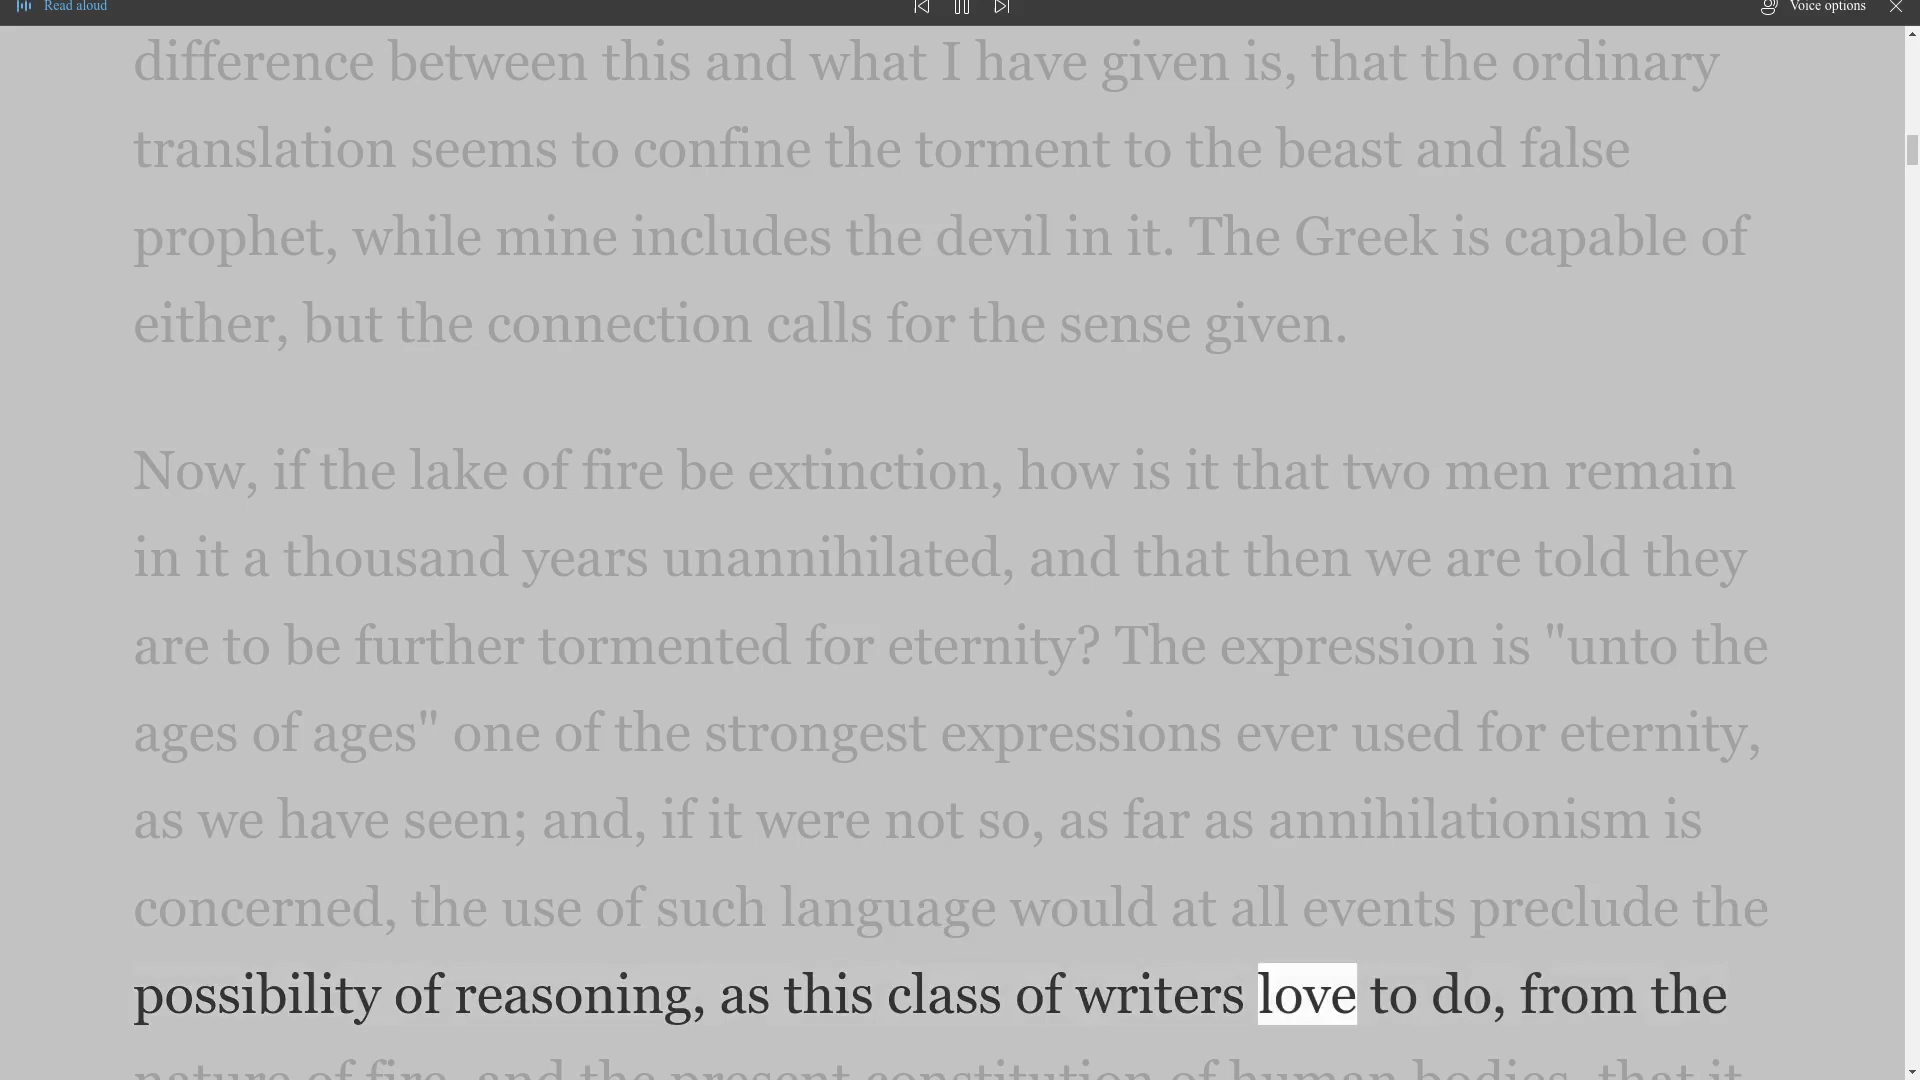 Read aloud
Voice options
difference between this and what I have given is, that the ordinary
translation seems to confine the torment to the beast and false
prophet, while mine includes the devil in it. The Greek is capable of
either, but the connection calls for the sense given.
Now, if the lake of fire be extinction, how is it that two men remain
in it a thousand years unannihilated, and that then we are told they
are to be further tormented for eternity? The expression is "unto the
ages of ages" one of the strongest expressions ever used for eternity,
as we have seen; and, if it were not so, as far as annihilationism is
concerned, the use of such language would at all events preclude the
possibility of reasoning, as this class of writers love to do, from the
nature of fire, and the present constitution of human bodies, that it